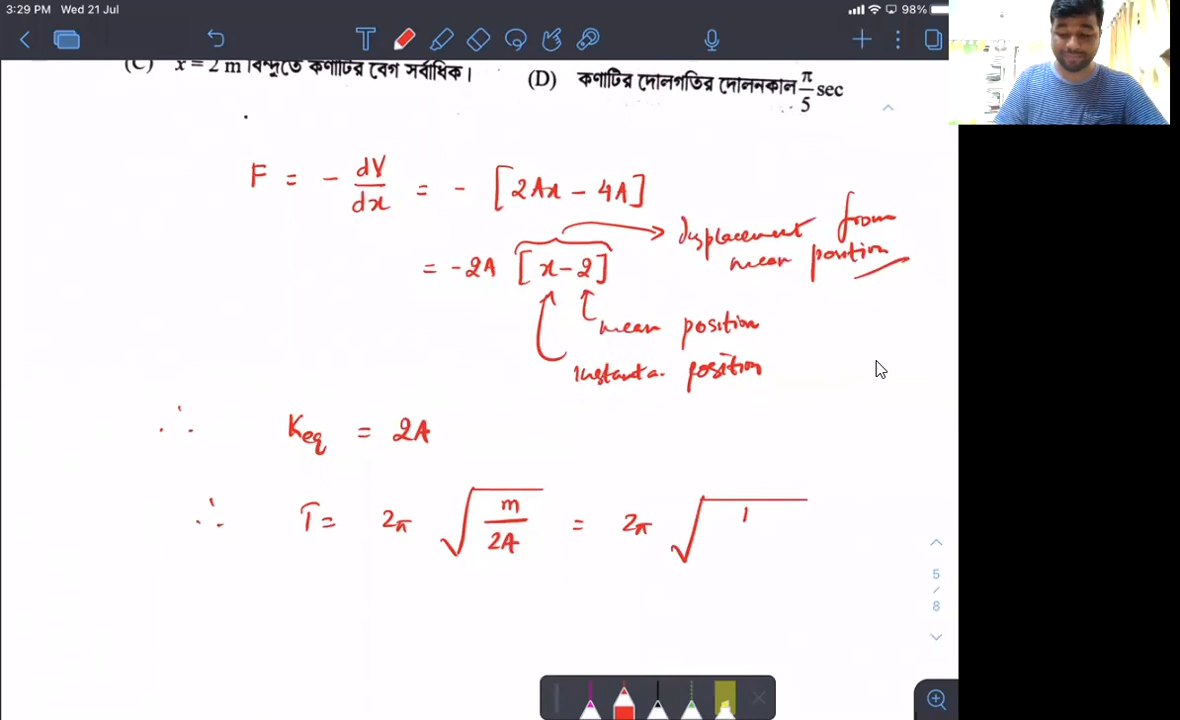 3:29 PM Wed 21 Jul 98%
(C) x = 2 m বিন্দুতে কণাটির বেগ সর্বাধিক।
(D) কণাটির দোলগতির দোলনকাল π/5 sec
F = - dV/dx = - [2Ax - 4A]
= -2A [x-2]
displacement from
mean position
mean position
instanta. position
∴ Keq = 2A
∴ T = 2π √(m/2A) = 2π √(1
5
/
8